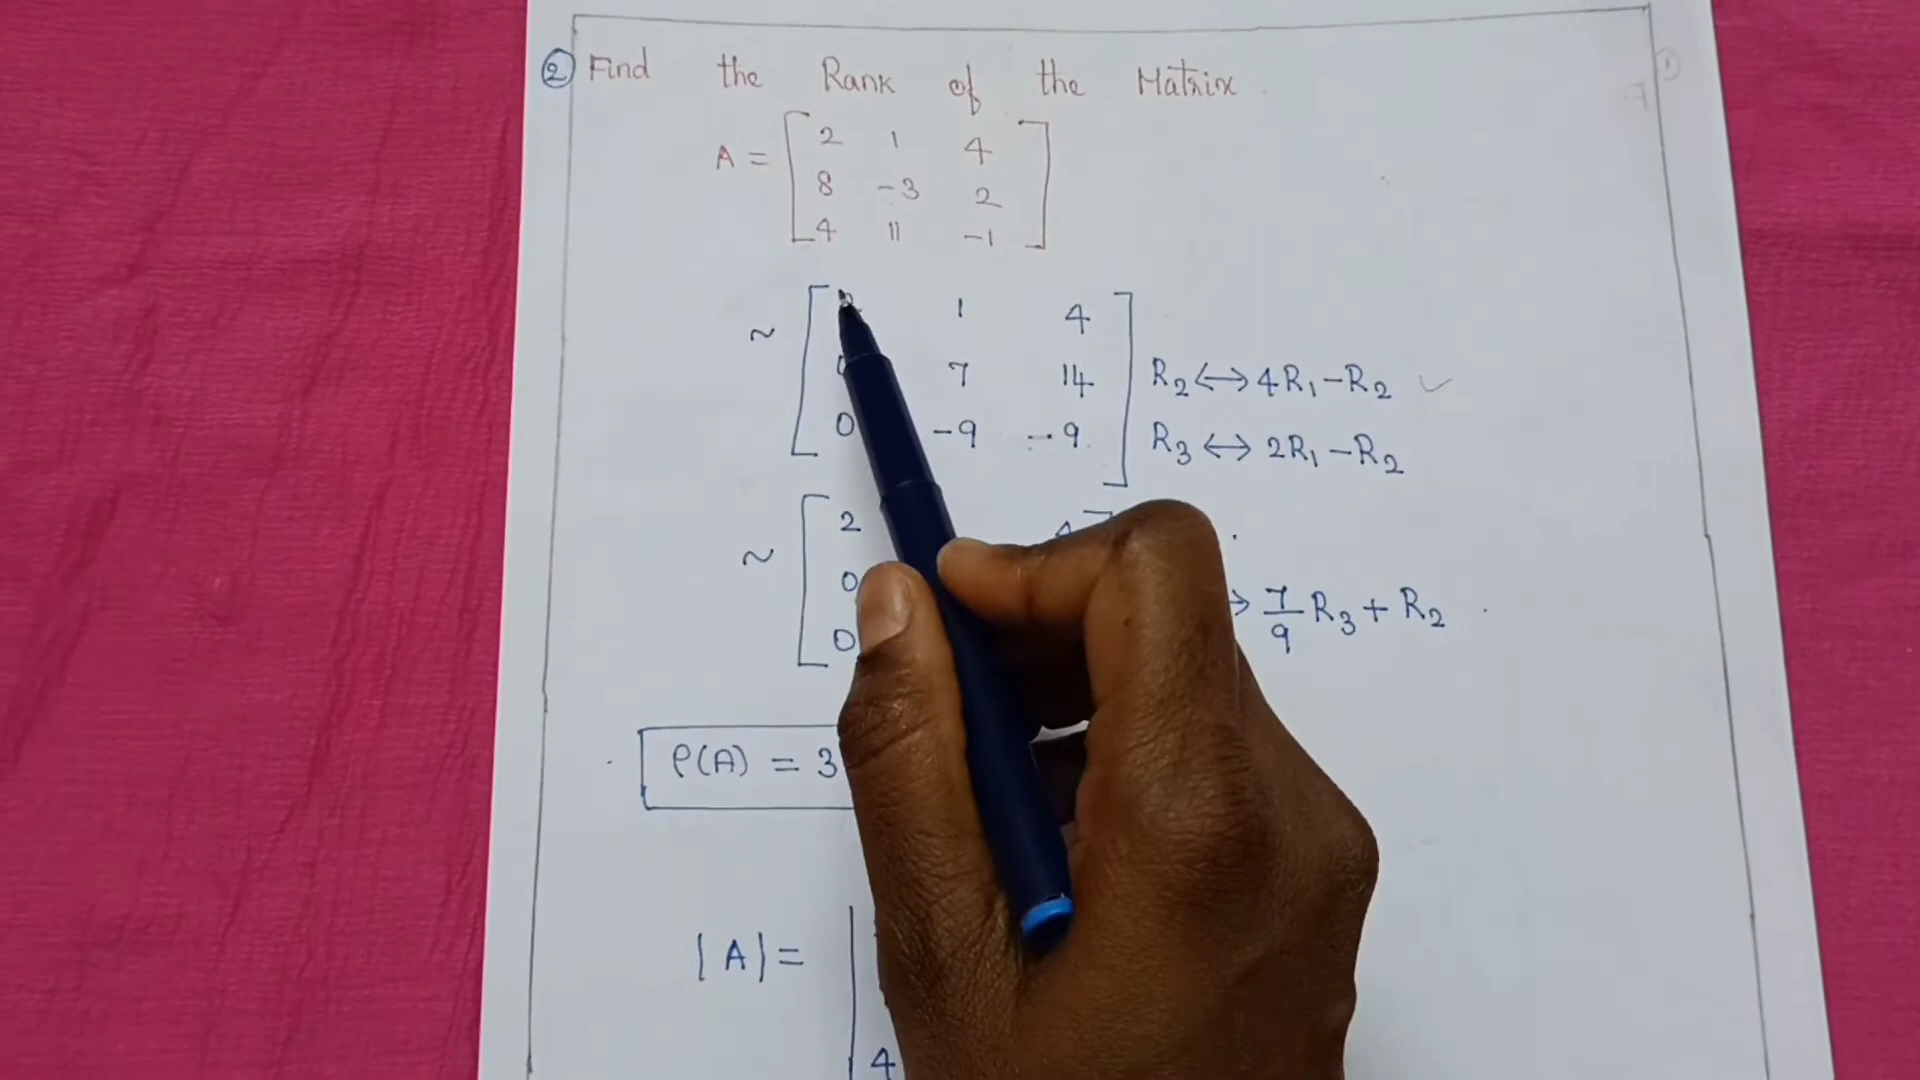 ② Find the Rank of the Matrix.
A = [ 2 1 4
8 -3 2
4 11 -1 ]
~ [ 1 4
7 14 ] R₂ ↔ 4R₁ - R₂ ✓
0 -9 -9 R₃ ↔ 2R₁ - R₂
~ [ 2 4 ]
0 → 7/9 R₃ + R₂
0
ρ(A) = 3
|A| = |
4